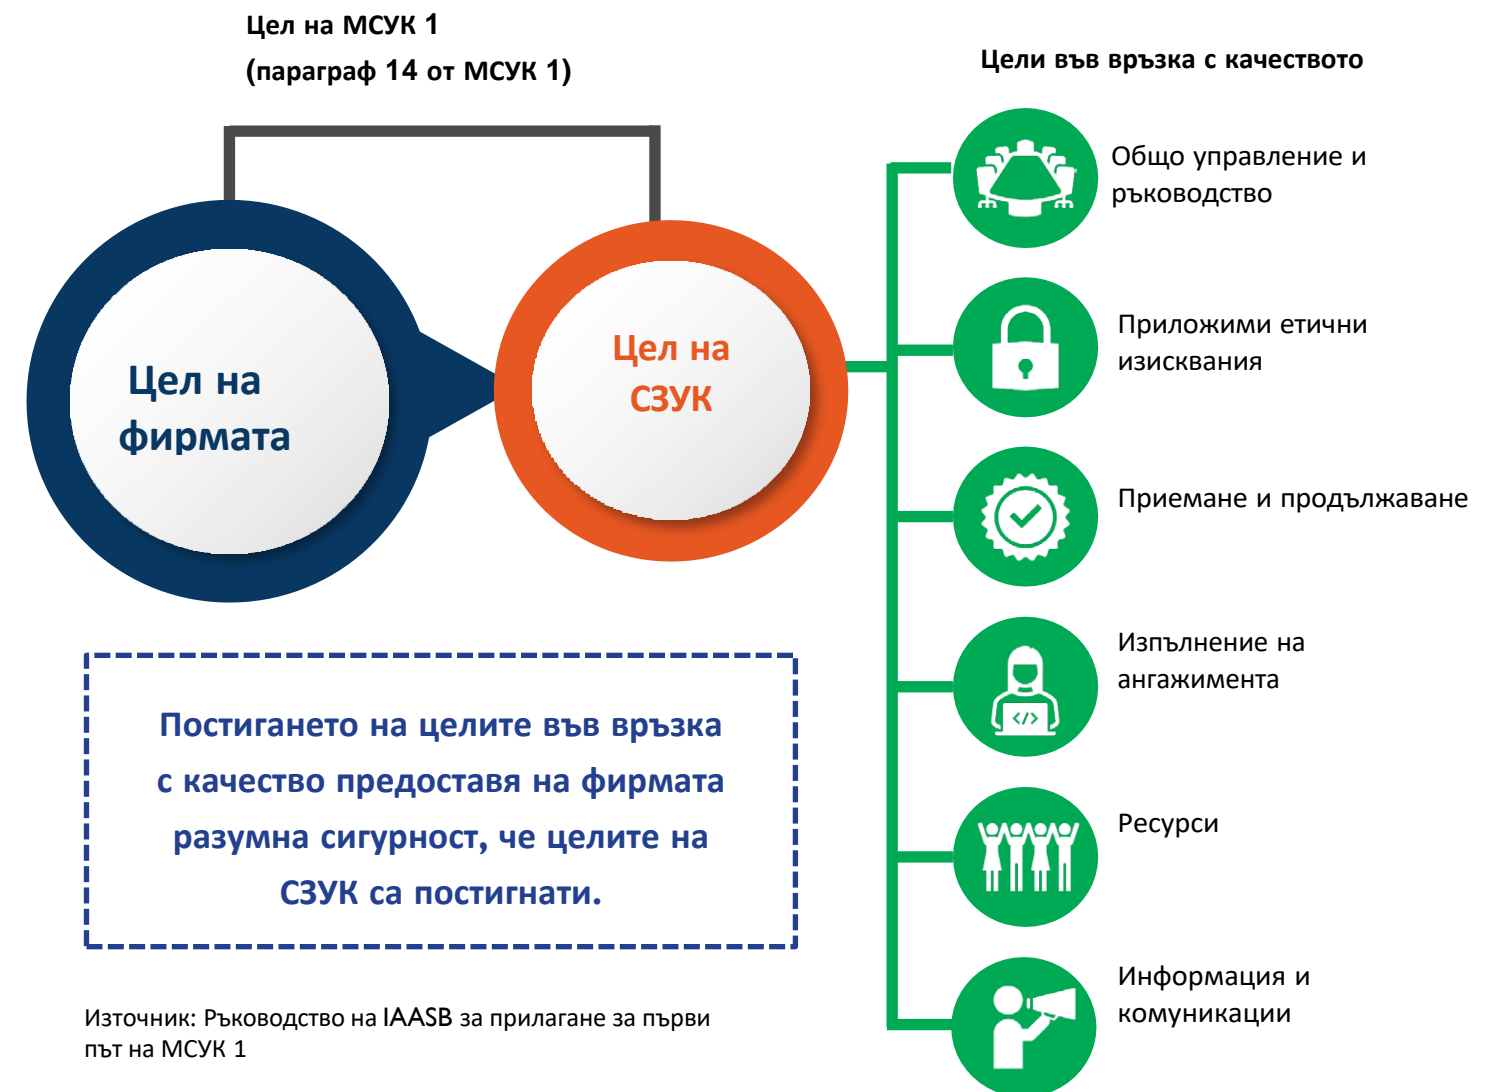 Цел на МСУК 1
(параграф 14 от МСУК 1)
Цел на
фирмата
Цел на
СЗУК
Постигането на целите във връзка
с качество предоставя на фирмата
разумна сигурност, че целите на
СЗУК са постигнати.
Източник: Ръководство на IAASB за прилагане за първи
път на МСУК 1
Цели във връзка с качеството
Общо управление и
ръководство
Приложими етични
изисквания
Приемане и продължаване
Изпълнение на
ангажимента
</>
Ресурси
Информация и
комуникации